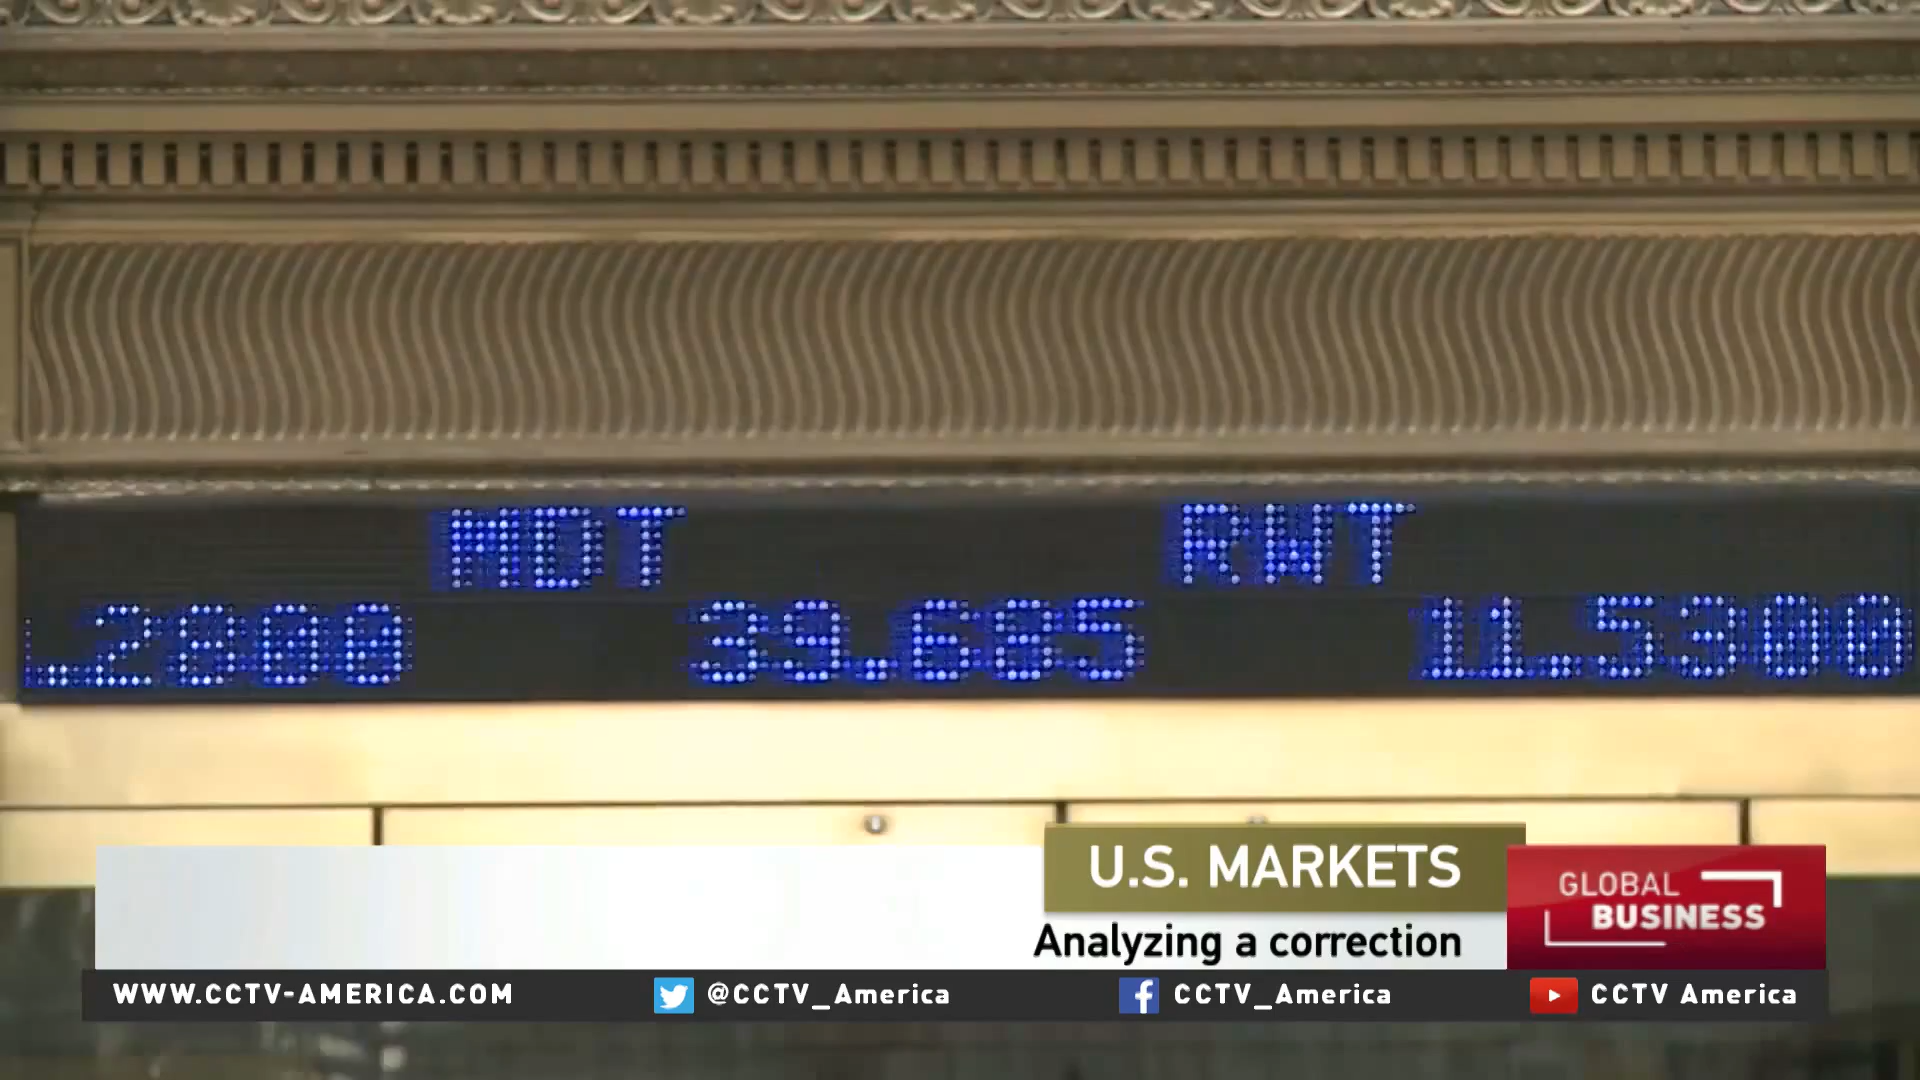 MDT
RWT
.2800
39.685
11.5300
U.S. MARKETS
Analyzing a correction
GLOBAL
BUSINESS
WWW.CCTV-AMERICA.COM
@CCTV_America
CCTV_America
CCTV America